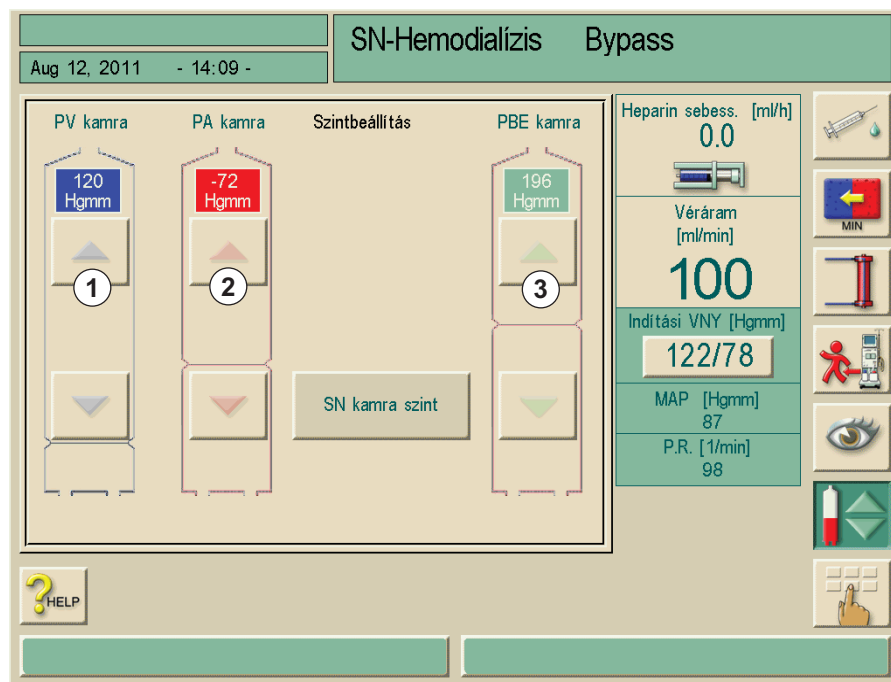 SN-Hemodialízis Bypass
Aug 12, 2011 - 14:09 -
PV kamra
PA kamra
Szintbeállítás
PBE kamra
120
Hgmm
-72
Hgmm
196
Hgmm
1
2
3
SN kamra szint
Heparin sebess. [ml/h]
0.0
Véráram
[ml/min]
100
Indítási VNY [Hgmm]
122/78
MAP [Hgmm]
87
P.R. [1/min]
98
MIN
?HELP